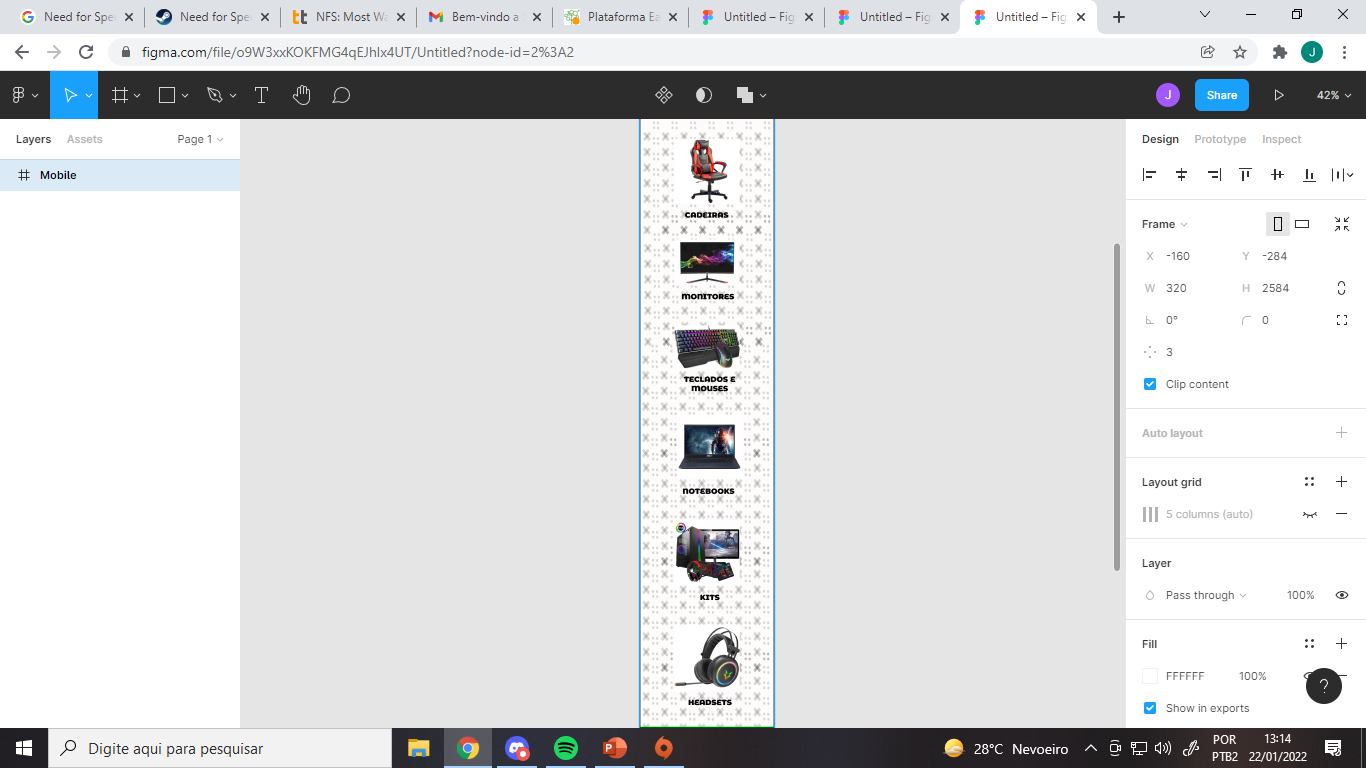 Need for Spe
Need for Spe
NFS: Most Wa
Bem-vindo a
Plataforma Ea
Untitled – Fig
Untitled – Fig
Untitled – Fig
figma.com/file/o9W3xxKOKFMG4qEJhlx4UT/Untitled?node-id=2%3A2
J
J
Share
42%
Layers
Assets
Page 1
Mobile
CADEIRAS
MONITORES
TECLADOS E
MOUSES
NOTEBOOKS
KITS
HEADSETS
Design
Prototype
Inspect
Frame
X -160
Y -284
W 320
H 2584
0°
0
3
Clip content
Auto layout
Layout grid
5 columns (auto)
Layer
Pass through
100%
Fill
FFFFFF
100%
?
Show in exports
Digite aqui para pesquisar
28°C Nevoeiro
POR
PTB2
13:14
22/01/2022